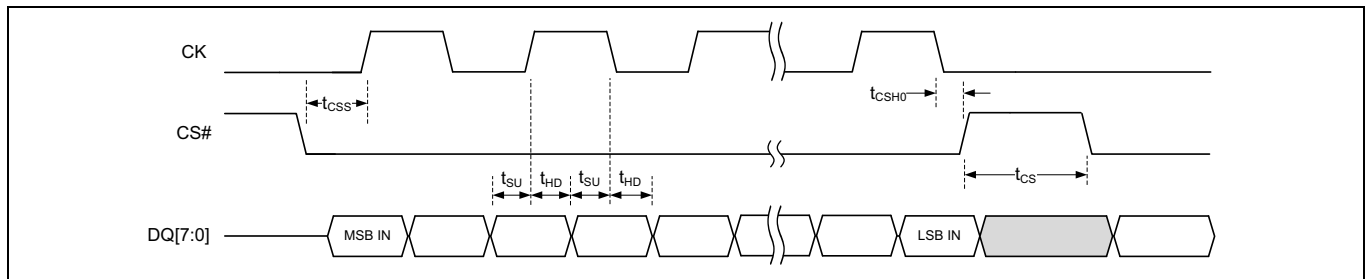 CK
tCSS
tCSH0
CS#
tSU tHD tSU tHD
tCS
DQ[7:0]
MSB IN
LSB IN